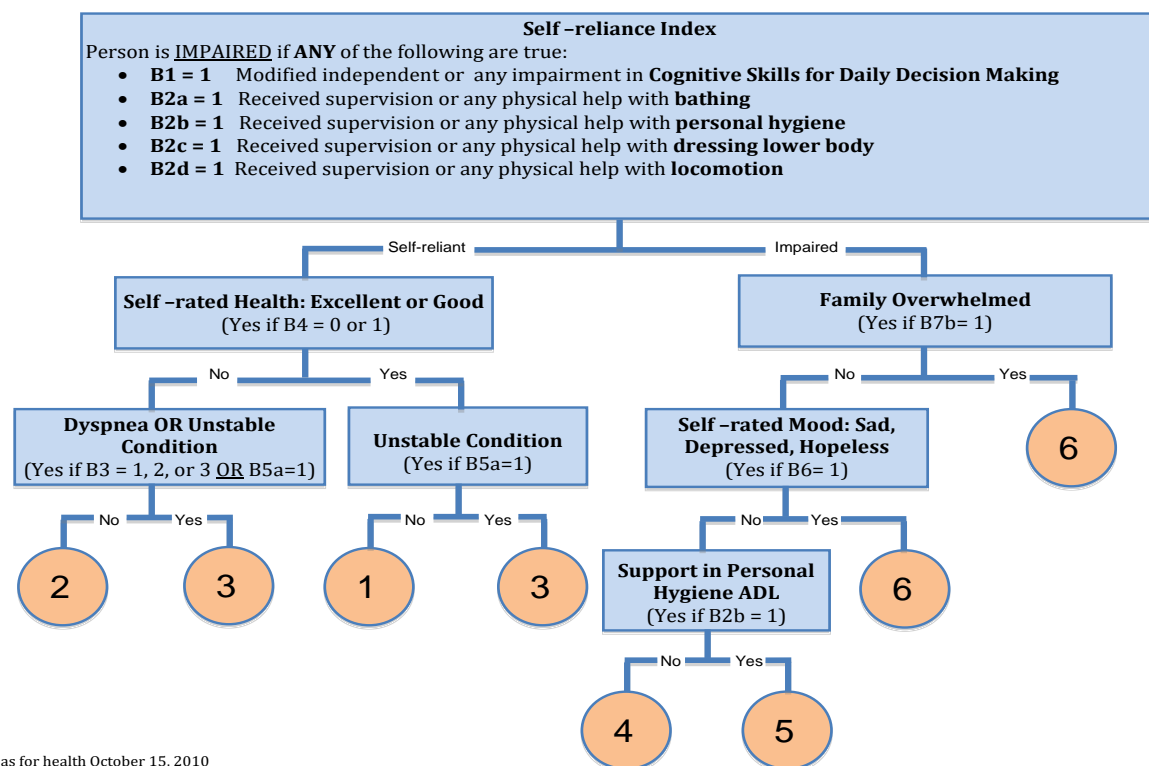 Self –reliance Index
Person is IMPAIRED if ANY of the following are true:
• B1 = 1 Modified independent or any impairment in Cognitive Skills for Daily Decision Making
• B2a = 1 Received supervision or any physical help with bathing
• B2b = 1 Received supervision or any physical help with personal hygiene
• B2c = 1 Received supervision or any physical help with dressing lower body
• B2d = 1 Received supervision or any physical help with locomotion
Self-reliant
Impaired
Self –rated Health: Excellent or Good
(Yes if B4 = 0 or 1)
Family Overwhelmed
(Yes if B7b= 1)
No
Yes
No
Yes
Dyspnea OR Unstable
Condition
(Yes if B3 = 1, 2, or 3 OR B5a=1)
Unstable Condition
(Yes if B5a=1)
Self –rated Mood: Sad,
Depressed, Hopeless
(Yes if B6= 1)
6
No
Yes
No
Yes
No
Yes
2
3
1
3
Support in Personal
Hygiene ADL
(Yes if B2b = 1)
6
No
Yes
4
5
as for health October 15, 2010